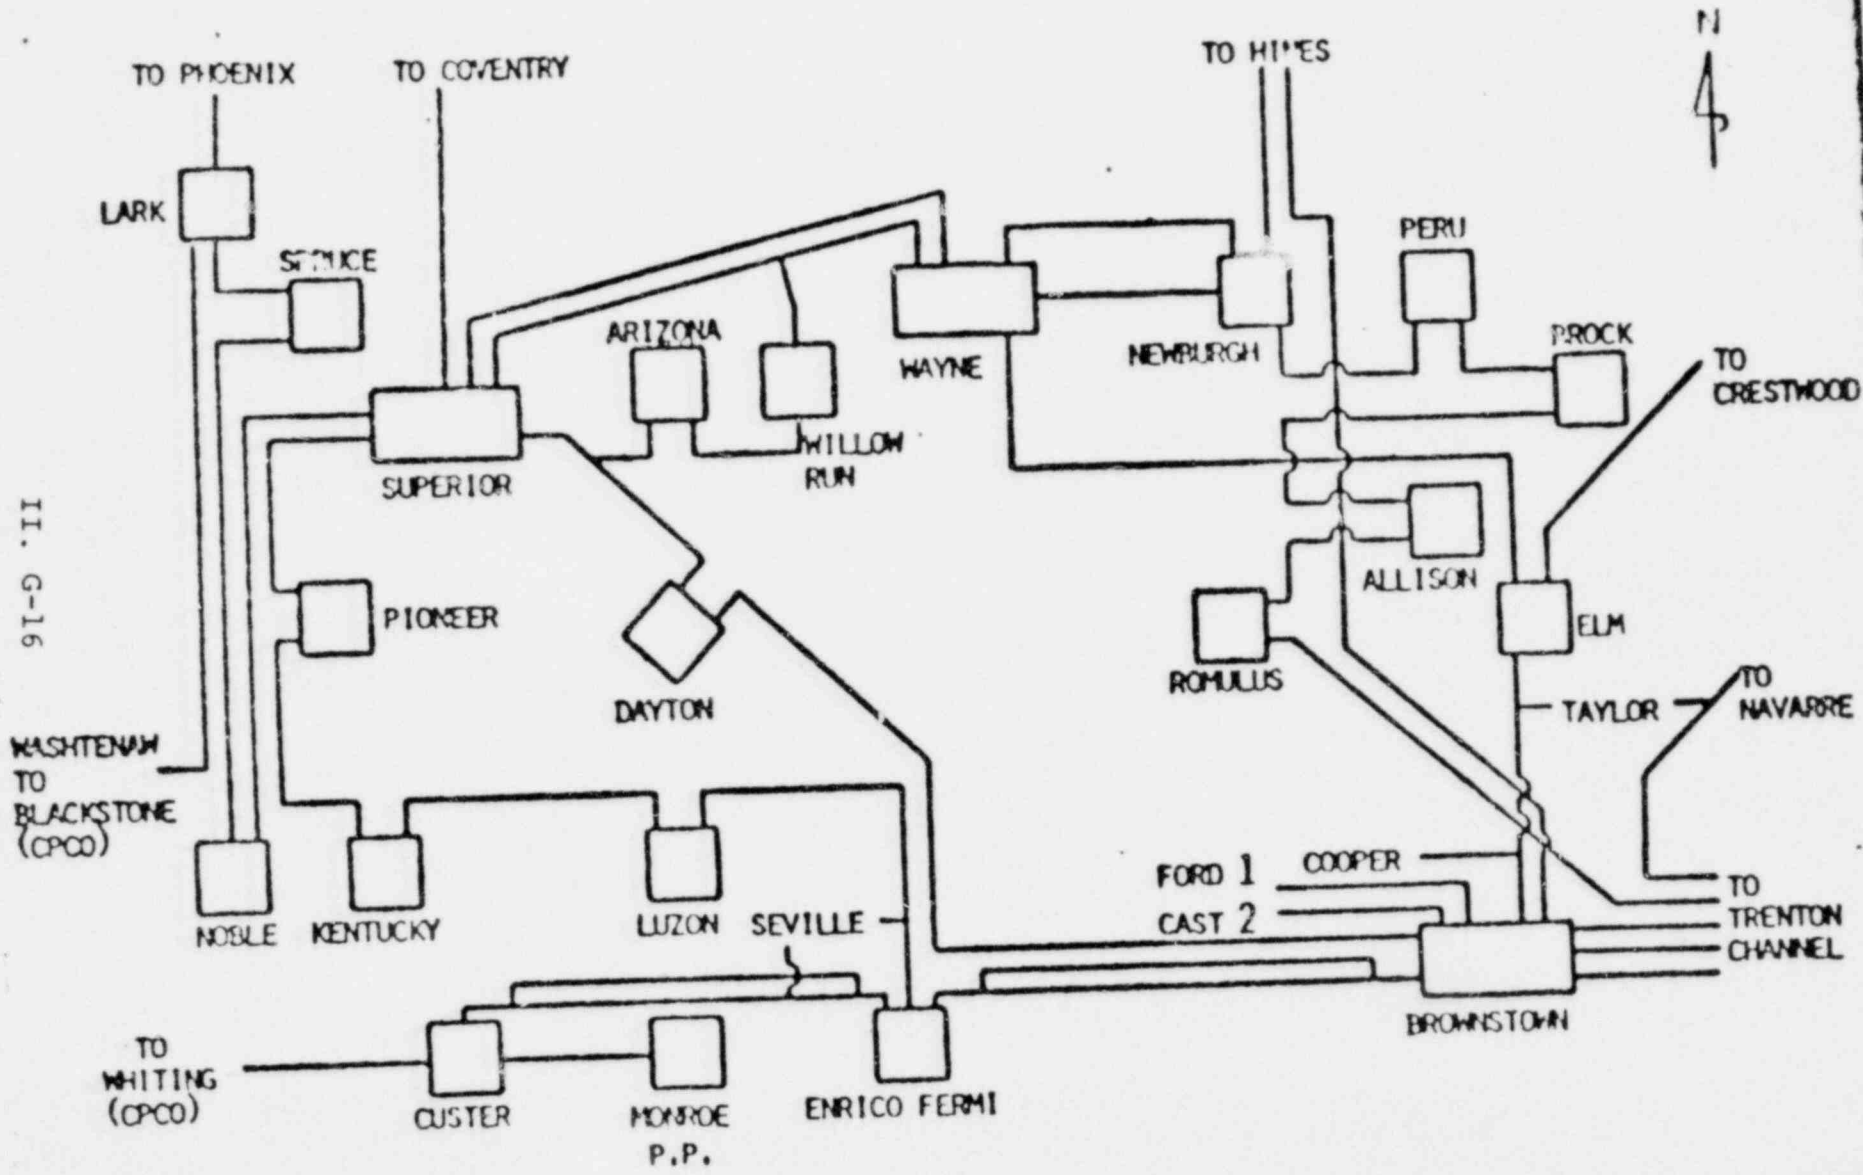 N
TO PHOENIX
TO COVENTRY
TO HINES
LARK
SPRUCE
PERU
ARIZONA
WAYNE
NEWBURGH
BROCK
TO
CRESTWOOD
WILLOW
RUN
SUPERIOR
II. G-16
ALLISON
PIONEER
ELM
ROMULUS
DAYTON
TAYLOR
TO
NAVARRE
WASHTENAW
TO
BLACKSTONE
(CPCO)
FORD 1
COOPER
CAST 2
TO
TRENTON
CHANNEL
NOBLE
KENTUCKY
LUZON
SEVILLE
BROWNSTOWN
TO
WHITING
(CPCO)
CUSTER
MONROE
P.P.
ENRICO FERMI